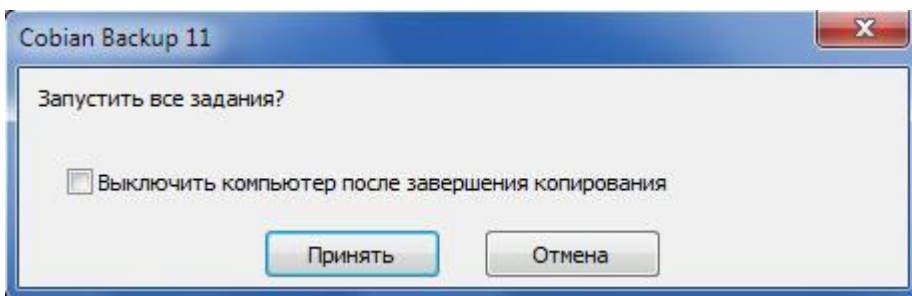 Cobian Backup 11
Запустить все задания?
Выключить компьютер после завершения копирования
Принять
Отмена